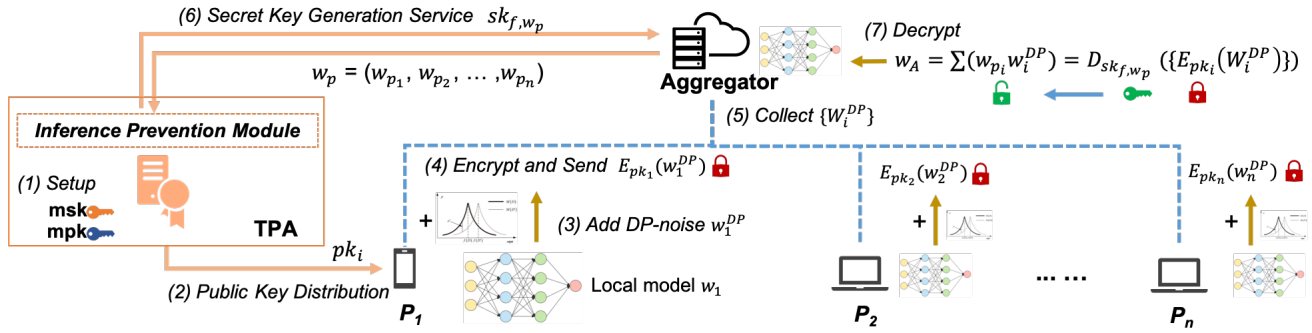 (6) Secret Key Generation Service sk_{f,w_p}
w_p = (w_{p_1}, w_{p_2}, … ,w_{p_n})
Aggregator
(7) Decrypt
w_A = ∑(w_{p_i} w_i^{DP}) = D_{sk_{f,w_p}} ({E_{pk_i}(W_i^{DP})})
(5) Collect {W_i^{DP}}
Inference Prevention Module
(1) Setup
msk
mpk
TPA
pk_i
(2) Public Key Distribution
(4) Encrypt and Send E_{pk_1}(w_1^{DP})
+
(3) Add DP-noise w_1^{DP}
Local model w_1
P_1
E_{pk_2}(w_2^{DP})
+
P_2
... ...
E_{pk_n}(w_n^{DP})
+
P_n